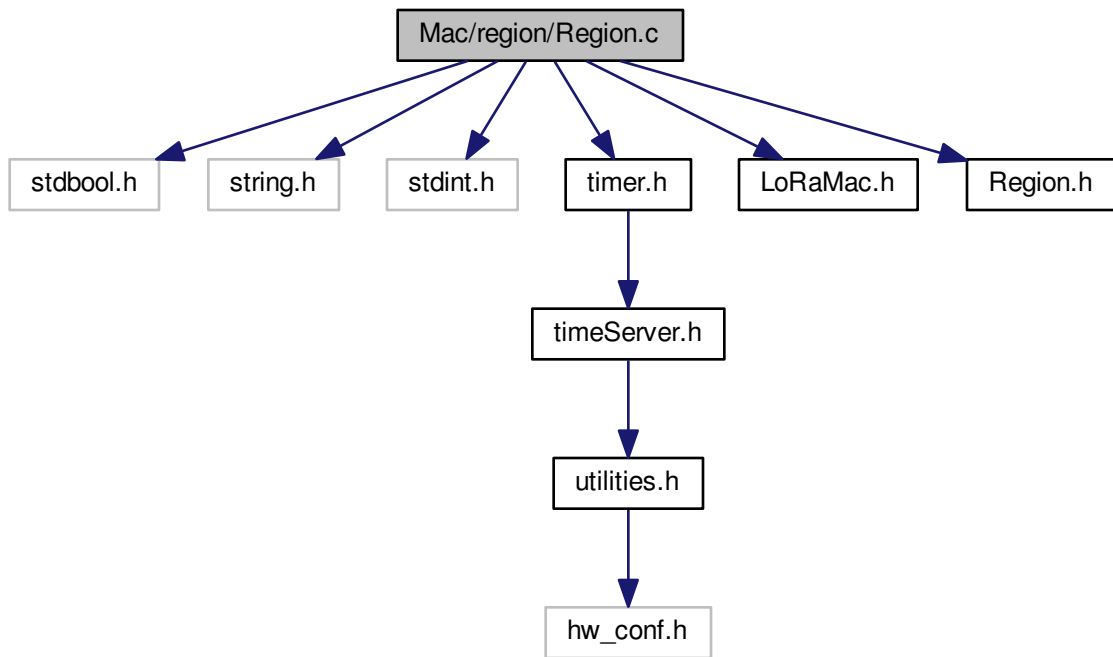 Mac/region/Region.c
stdbool.h
string.h
stdint.h
timer.h
LoRaMac.h
Region.h
timeServer.h
utilities.h
hw_conf.h